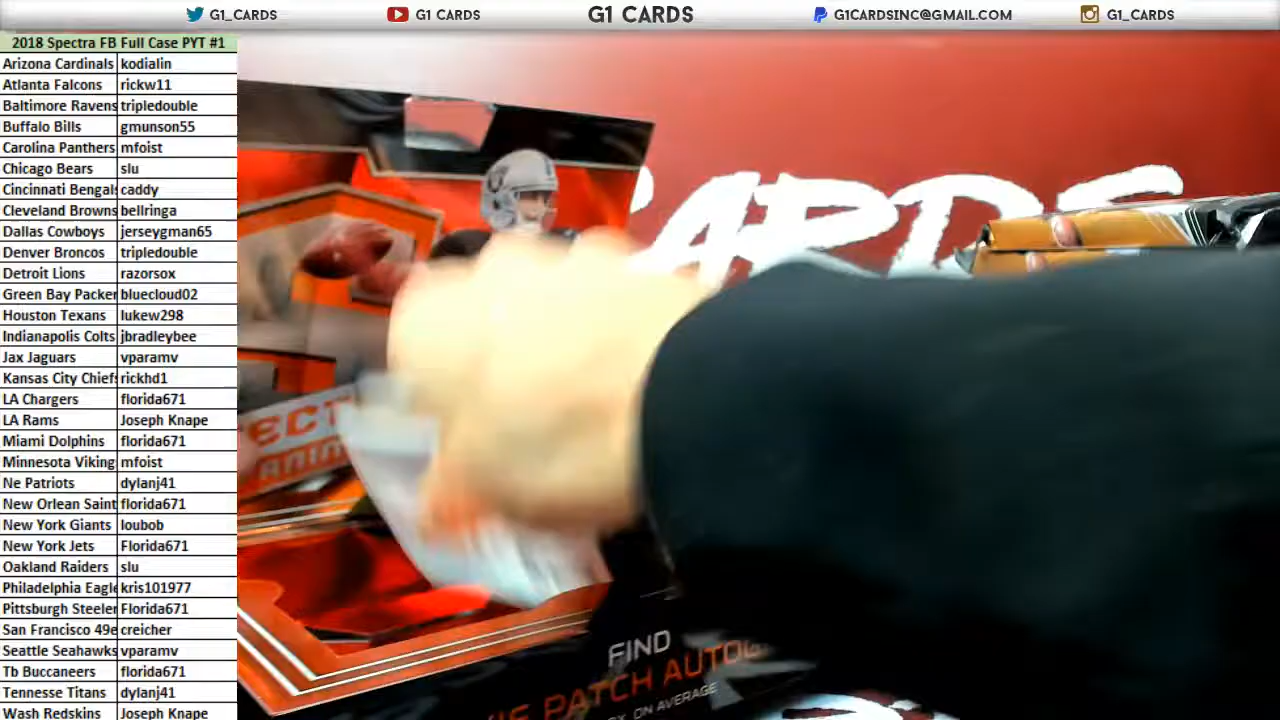 G1_CARDS
G1 CARDS
G1 CARDS
G1CARDSINC@GMAIL.COM
G1_CARDS
2018 Spectra FB Full Case PYT #1
Arizona Cardinals kodialin
Atlanta Falcons rickw11
Baltimore Ravens tripledouble
Buffalo Bills gmunson55
Carolina Panthers mfoist
Chicago Bears slu
Cincinnati Bengals caddy
Cleveland Browns bellringa
Dallas Cowboys jerseygman65
Denver Broncos tripledouble
Detroit Lions razorsox
Green Bay Packer bluecloud02
Houston Texans lukew298
Indianapolis Colts jbradleybee
Jax Jaguars vparamv
Kansas City Chiefs rickhd1
LA Chargers florida671
LA Rams Joseph Knape
Miami Dolphins florida671
Minnesota Viking mfoist
Ne Patriots dylanj41
New Orlean Saint florida671
New York Giants loubob
New York Jets Florida671
Oakland Raiders slu
Philadelphia Eagle kris101977
Pittsburgh Steeler Florida671
San Francisco 49e creicher
Seattle Seahawks vparamv
Tb Buccaneers florida671
Tennesse Titans dylanj41
Wash Redskins Joseph Knape
CARDS
FIND
PATCH AUTO
ON AVERAGE